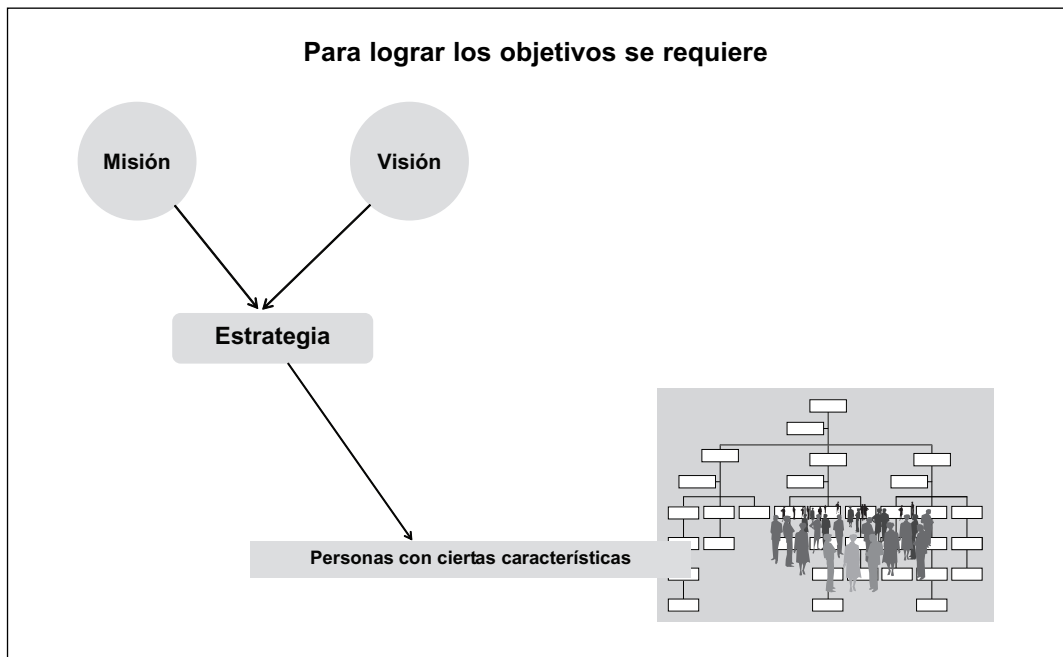 Para lograr los objetivos se requiere
Misión
Visión
Estrategia
Personas con ciertas características